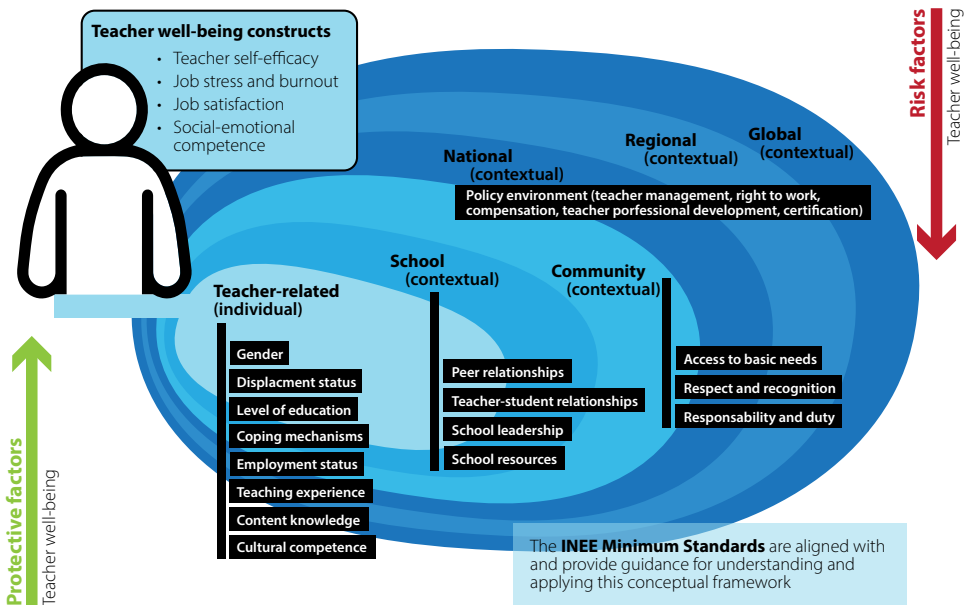 Teacher well-being constructs
• Teacher self-efficacy
• Job stress and burnout
• Job satisfaction
• Social-emotional
competence
Risk factors
Teacher well-being
Global
(contextual)
Regional
(contextual)
National
(contextual)
Policy environment (teacher management, right to work,
compensation, teacher porfessional development, certification)
School
(contextual)
Community
(contextual)
Teacher-related
(individual)
Gender
Displacment status
Level of education
Coping mechanisms
Employment status
Teaching experience
Content knowledge
Cultural competence
Peer relationships
Teacher-student relationships
School leadership
School resources
Access to basic needs
Respect and recognition
Responsability and duty
Protective factors
Teacher well-being
The INEE Minimum Standards are aligned with
and provide guidance for understanding and
applying this conceptual framework